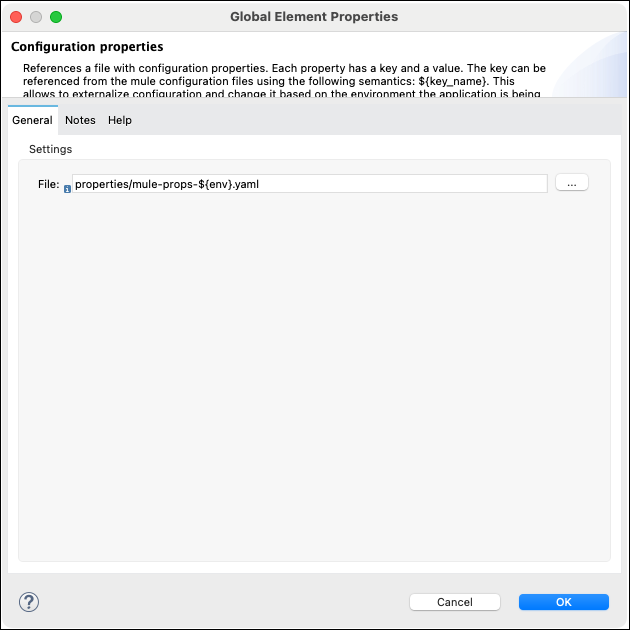 Global Element Properties
Configuration properties
References a file with configuration properties. Each property has a key and a value. The key can be
referenced from the mule configuration files using the following semantics: ${key_name}. This
allows to externalize configuration and change it based on the environment the application is being
General Notes Help
Settings
File: properties/mule-props-${env}.yaml ...
? Cancel OK